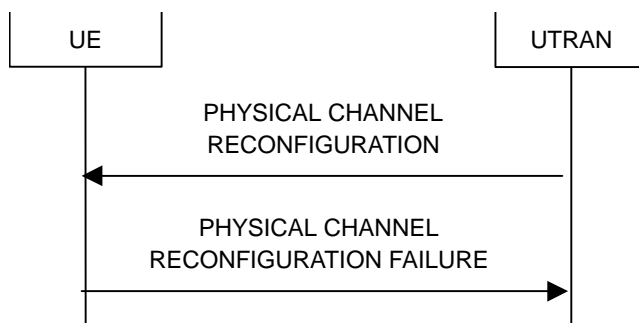 UE
UTRAN
PHYSICAL CHANNEL
RECONFIGURATION
PHYSICAL CHANNEL
RECONFIGURATION FAILURE